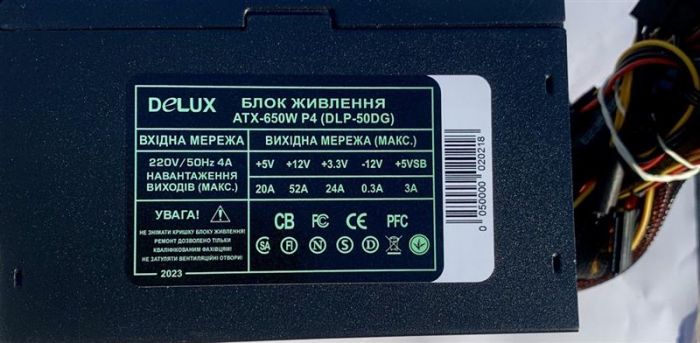 DELUX
БЛОК ЖИВЛЕННЯ
ATX-650W P4 (DLP-50DG)
ВХІДНА МЕРЕЖА
ВИХІДНА МЕРЕЖА (МАКС.)
220V/50Hz 4A
НАВАНТАЖЕННЯ
ВИХОДІВ (МАКС.)
+5V +12V +3.3V -12V +5VSB
20A 52A 24A 0.3A 3A
УВАГА!
НЕ ЗНІМАТИ КРИШКУ БЛОКУ ЖИВЛЕННЯ!
РЕМОНТ ДОЗВОЛЕНО ТІЛЬКИ
КВАЛІФІКОВАНИМ ФАХІВЦЯМ!
НЕ ЗАТУЛЯТИ ВЕНТИЛЯЦІЙНІ ОТВОРИ!
2023
CB FC CE PFC
SA FI N S D
0 050000 020218